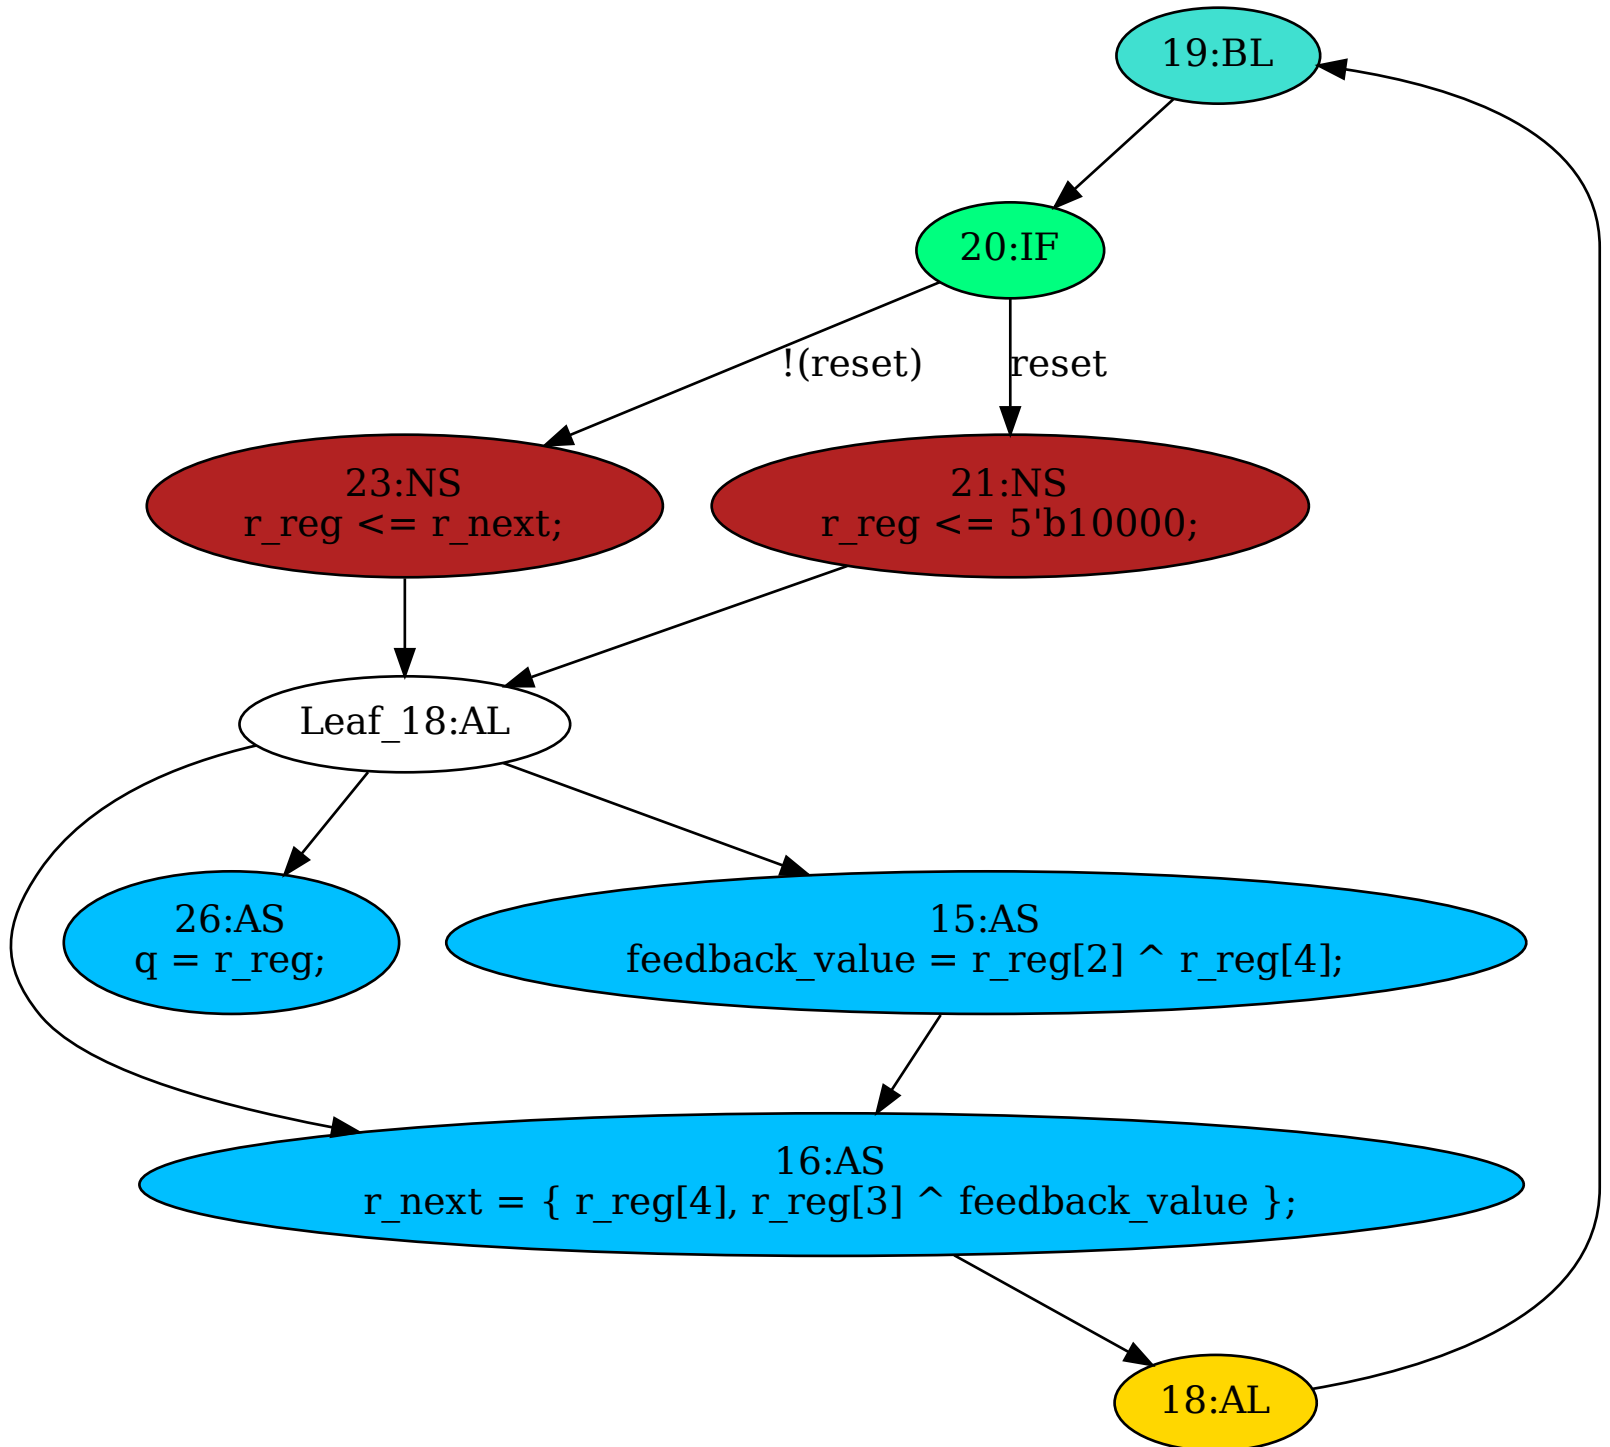 19:BL
20:IF
!(reset)
reset
23:NS
r_reg <= r_next;
21:NS
r_reg <= 5'b10000;
Leaf_18:AL
26:AS
q = r_reg;
15:AS
feedback_value = r_reg[2] ^ r_reg[4];
16:AS
r_next = { r_reg[4], r_reg[3] ^ feedback_value };
18:AL